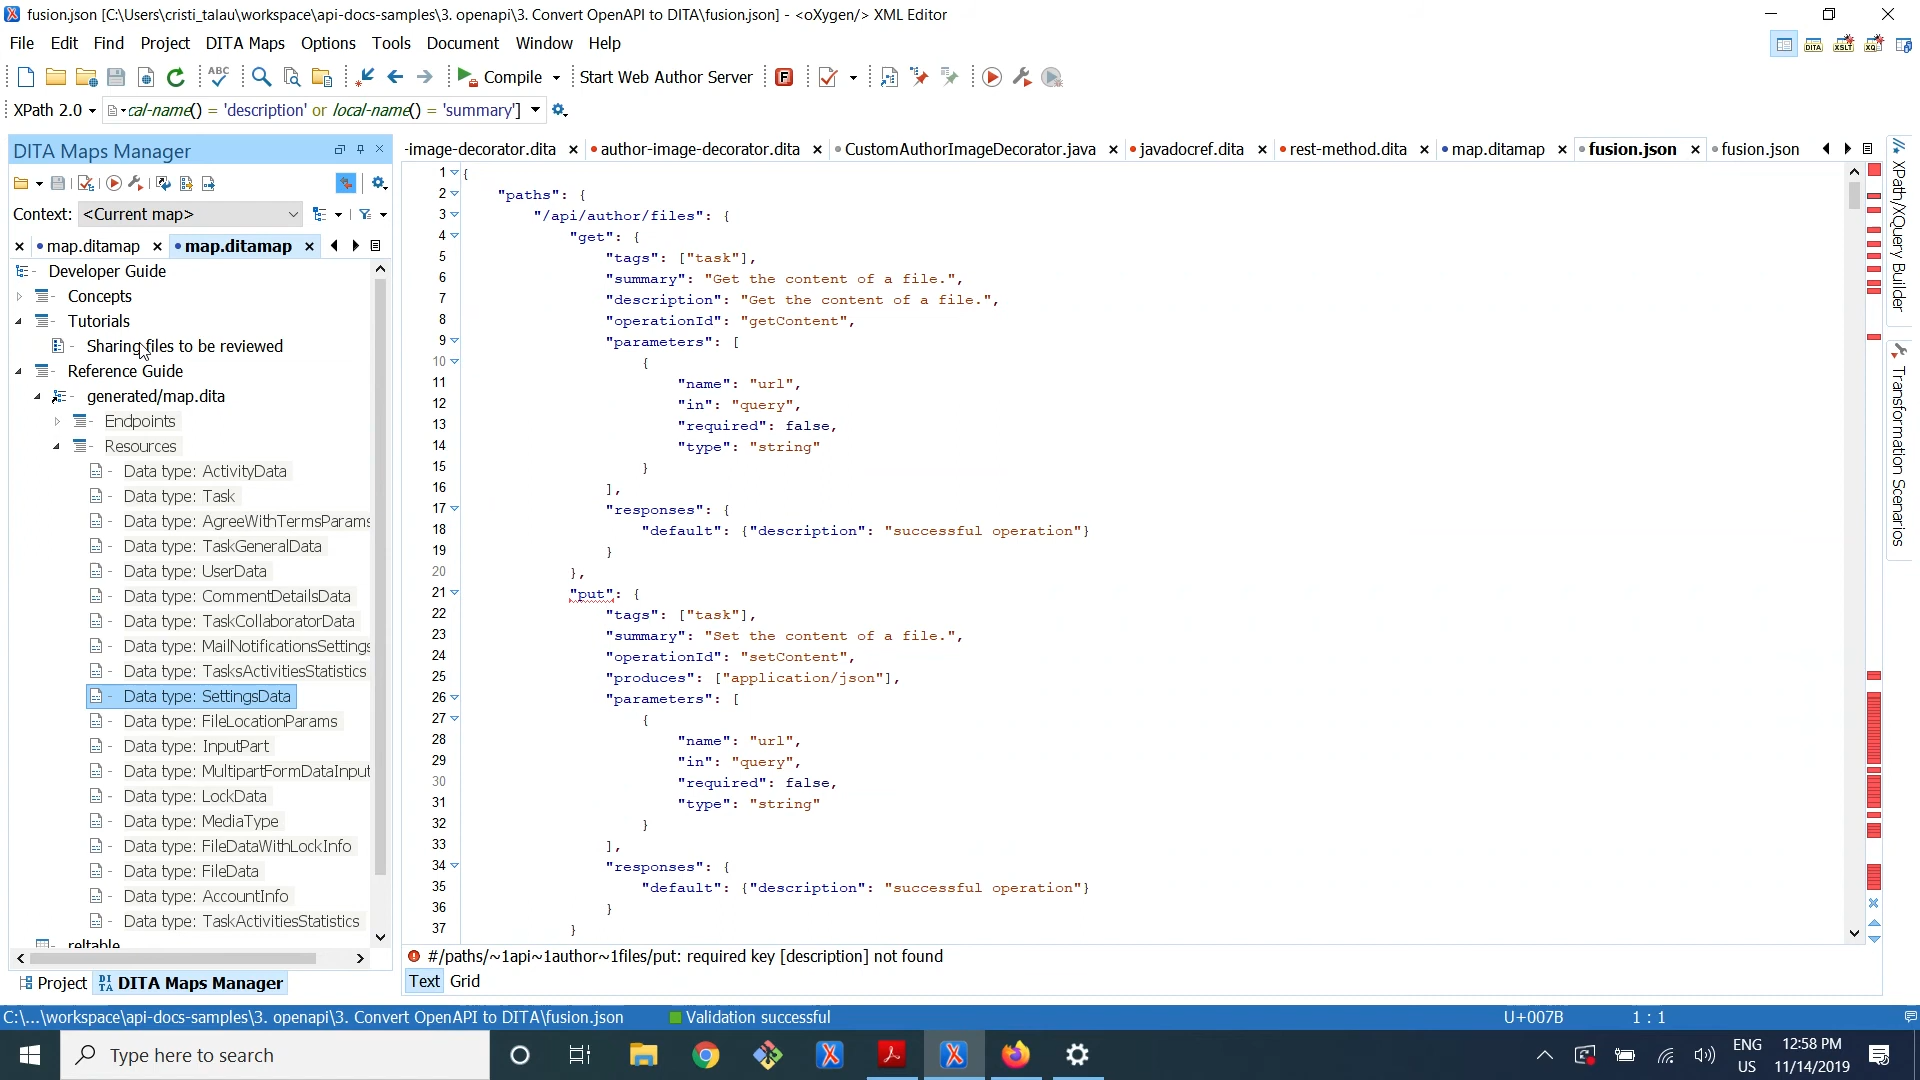 fusion.json [C:\Users\cristi_talau\workspace\api-docs-samples\3. openapi\3. Convert OpenAPI to DITA\fusion.json] - <oXygen/> XML Editor
File Edit Find Project DITA Maps Options Tools Document Window Help
DITA XSLT XQ
ABC Compile Start Web Author Server F
XPath 2.0 cal-name() = 'description' or local-name() = 'summary']
DITA Maps Manager
Context: <Current map>
map.ditamap map.ditamap
Developer Guide
Concepts
Tutorials
Sharing files to be reviewed
Reference Guide
generated/map.dita
Endpoints
Resources
Data type: ActivityData
Data type: Task
Data type: AgreeWithTermsParams
Data type: TaskGeneralData
Data type: UserData
Data type: CommentDetailsData
Data type: TaskCollaboratorData
Data type: MailNotificationsSettings
Data type: TasksActivitiesStatistics
Data type: SettingsData
Data type: FileLocationParams
Data type: InputPart
Data type: MultipartFormDataInput
Data type: LockData
Data type: MediaType
Data type: FileDataWithLockInfo
Data type: FileData
Data type: AccountInfo
Data type: TaskActivitiesStatistics
reltable
Project DITA Maps Manager
-image-decorator.dita author-image-decorator.dita CustomAuthorImageDecorator.java javadocref.dita rest-method.dita map.ditamap fusion.json fusion.json
1 {
2 "paths": {
3 "/api/author/files": {
4 "get": {
5 "tags": ["task"],
6 "summary": "Get the content of a file.",
7 "description": "Get the content of a file.",
8 "operationId": "getContent",
9 "parameters": [
10 {
11 "name": "url",
12 "in": "query",
13 "required": false,
14 "type": "string"
15 }
16 ],
17 "responses": {
18 "default": {"description": "successful operation"}
19 }
20 },
21 "put": {
22 "tags": ["task"],
23 "summary": "Set the content of a file.",
24 "operationId": "setContent",
25 "produces": ["application/json"],
26 "parameters": [
27 {
28 "name": "url",
29 "in": "query",
30 "required": false,
31 "type": "string"
32 }
33 ],
34 "responses": {
35 "default": {"description": "successful operation"}
36 }
37 }
#/paths/~1api~1author~1files/put: required key [description] not found
Text Grid
XPath/XQuery Builder
Transformation Scenarios
C:\...\workspace\api-docs-samples\3. openapi\3. Convert OpenAPI to DITA\fusion.json Validation successful U+007B 1 : 1
Type here to search
ENG
US
12:58 PM
11/14/2019